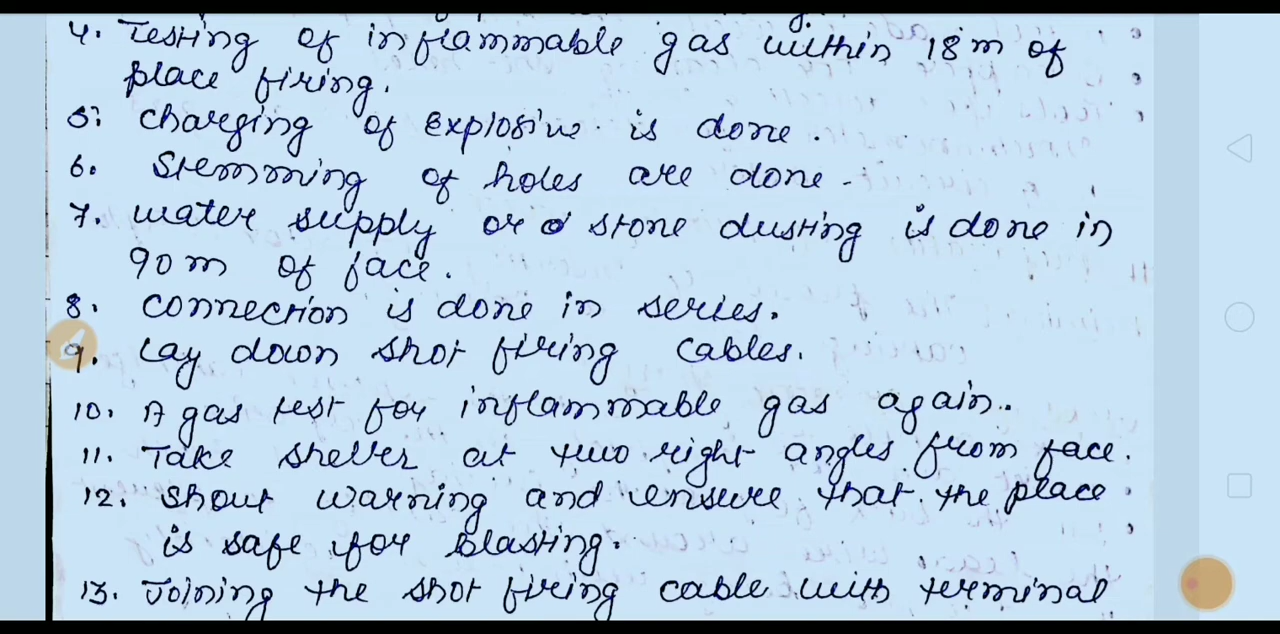 4. Testing of inflammable gas within 18m of
place firing.
5. charging of Explosive is done.
6. Stemming of holes are done.
7. water supply or stone dusting is done in
90m of face.
8. connection is done in series.
9. Lay down shot firing cables.
10. A gas test for inflammable gas again..
11. Take shelter at two right angles from face.
12. Shout warning and ensure that the place
is safe for blasting.
13. Joining the shot firing cable with terminal